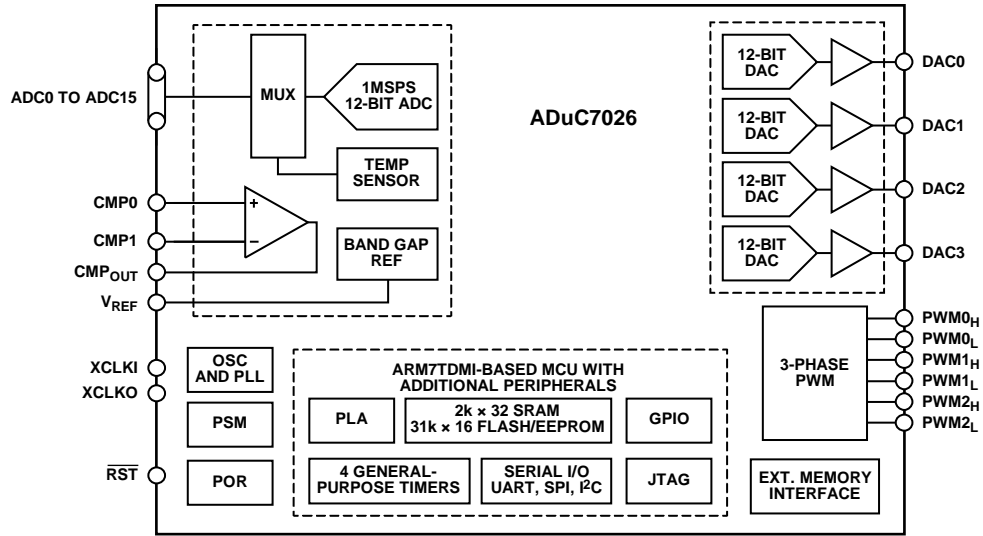 ADuC7026
ADC0 TO ADC15
MUX
1MSPS
12-BIT ADC
TEMP
SENSOR
CMP0
+
CMP1
−
CMPOUT
VREF
BAND GAP
REF
12-BIT
DAC
DAC0
12-BIT
DAC
DAC1
12-BIT
DAC
DAC2
12-BIT
DAC
DAC3
XCLKI
XCLKO
RST
OSC
AND PLL
PSM
POR
ARM7TDMI-BASED MCU WITH
ADDITIONAL PERIPHERALS
PLA
2k × 32 SRAM
31k × 16 FLASH/EEPROM
GPIO
4 GENERAL-
PURPOSE TIMERS
SERIAL I/O
UART, SPI, I²C
JTAG
3-PHASE
PWM
PWM0H
PWM0L
PWM1H
PWM1L
PWM2H
PWM2L
EXT. MEMORY
INTERFACE